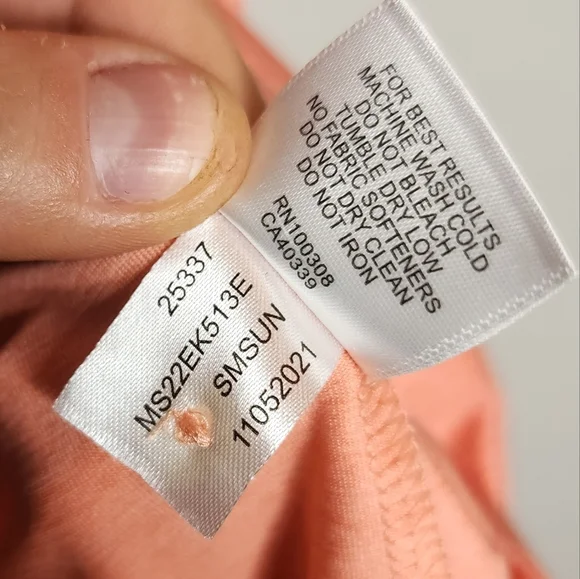 FOR BEST RESULTS
MACHINE WASH COLD
DO NOT BLEACH
TUMBLE DRY LOW
NO FABRIC SOFTENERS
DO NOT DRY CLEAN
DO NOT IRON
RN100308
CA40339
25337
MS22EK513E
SMSUN
11052021